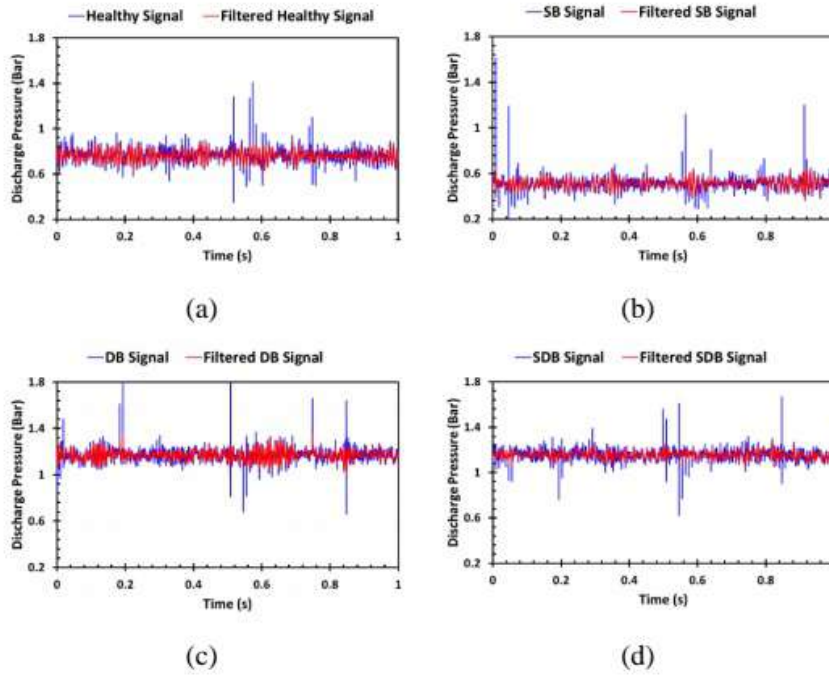 Healthy Signal Filtered Healthy Signal
Discharge Pressure (Bar)
1.8
1.4
1
0.6
0.2
0 0.2 0.4 0.6 0.8 1
Time (s)
(a)
SB Signal Filtered SB Signal
Discharge Pressure (Bar)
1.8
1.4
1
0.6
0.2
0 0.2 0.4 0.6 0.8
Time (s)
(b)
DB Signal Filtered DB Signal
Discharge Pressure (Bar)
1.8
1.4
1
0.6
0.2
0 0.2 0.4 0.6 0.8 1
Time (s)
(c)
SDB Signal Filtered SDB Signal
Discharge Pressure (Bar)
1.8
1.4
1
0.6
0.2
0 0.2 0.4 0.6 0.8
Time (s)
(d)